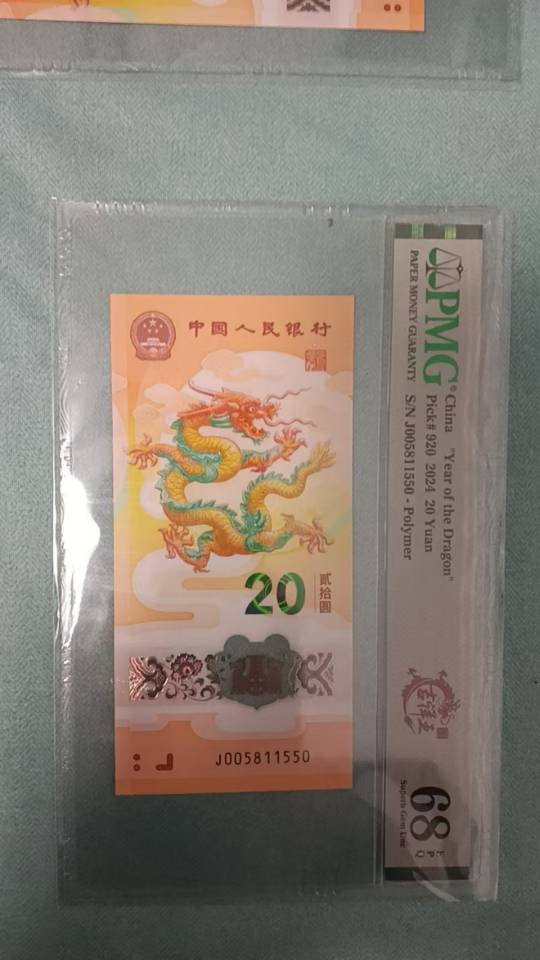 中国人民银行
20
贰拾圆
J005811550
PMG®
PAPER MONEY GUARANTY
China "Year of the Dragon"
Pick# 920 2024 20 Yuan
S/N J005811550 - Polymer
68
EPQ
Superb Gem Unc